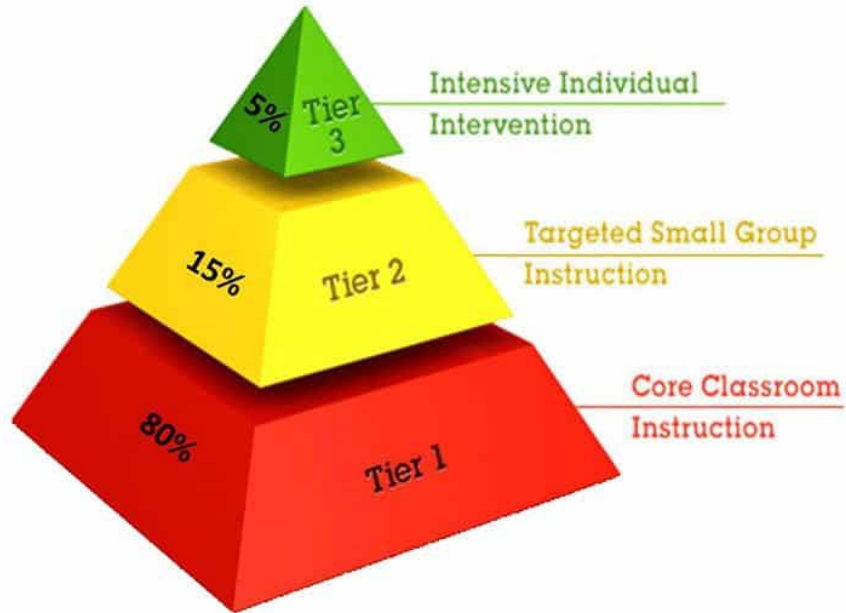 5%
Tier
3
Intensive Individual
Intervention
15%
Tier 2
Targeted Small Group
Instruction
80%
Tier 1
Core Classroom
Instruction